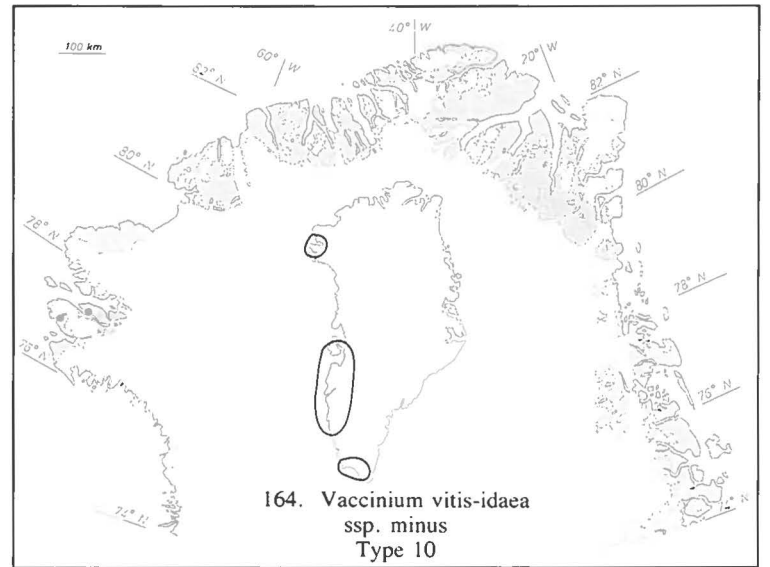 100 km
60° W
40° W
20° W
82° N
82° N
80° N
80° N
78° N
78° N
76° N
76° N
74° N
164. Vaccinium vitis-idaea
ssp. minus
Type 10